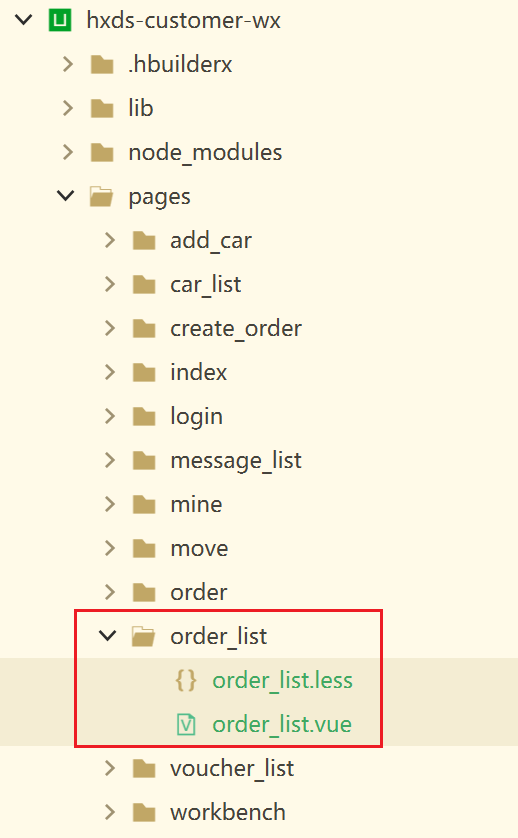 hxds-customer-wx
.hbuilderx
lib
node_modules
pages
add_car
car_list
create_order
index
login
message_list
mine
move
order
order_list
order_list.less
order_list.vue
voucher_list
workbench